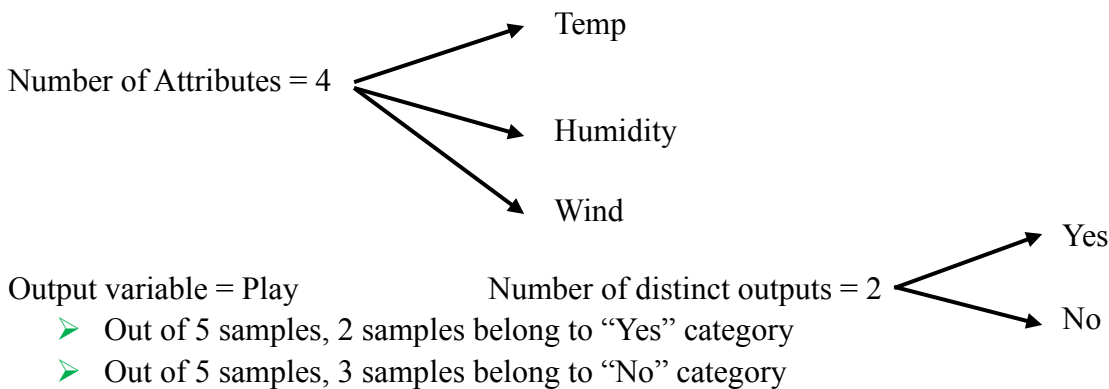 Temp
Number of Attributes = 4
Humidity
Wind
Yes
Output variable = Play Number of distinct outputs = 2
No
Out of 5 samples, 2 samples belong to “Yes” category
Out of 5 samples, 3 samples belong to “No” category